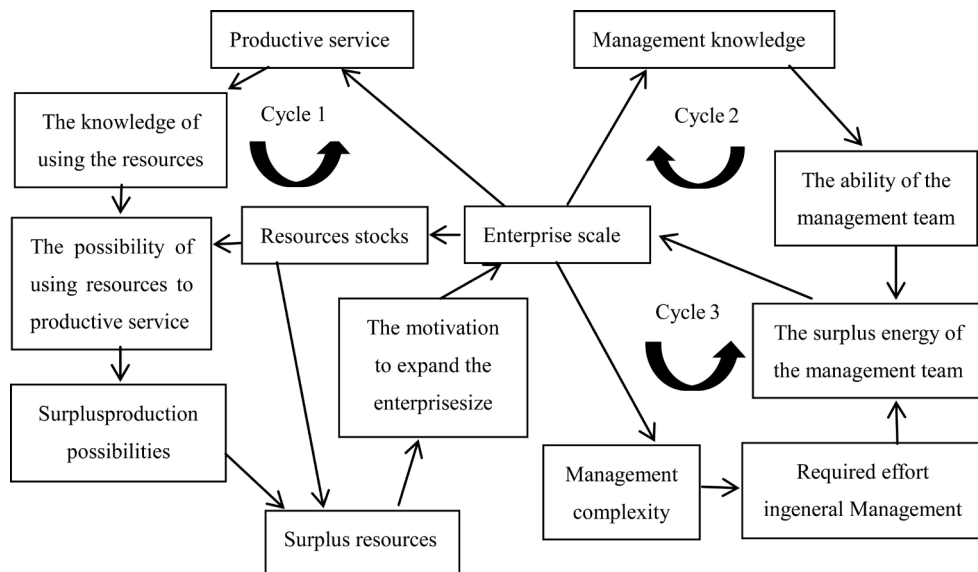 Productive service
Management knowledge
The knowledge of
using the resources
Cycle 1
Cycle 2
The ability of the
management team
The possibility of
using resources to
productive service
Resources stocks
Enterprise scale
The motivation
to expand the
enterprisesize
Cycle 3
The surplus energy of
the management team
Surplusproduction
possibilities
Management
complexity
Required effort
ingeneral Management
Surplus resources